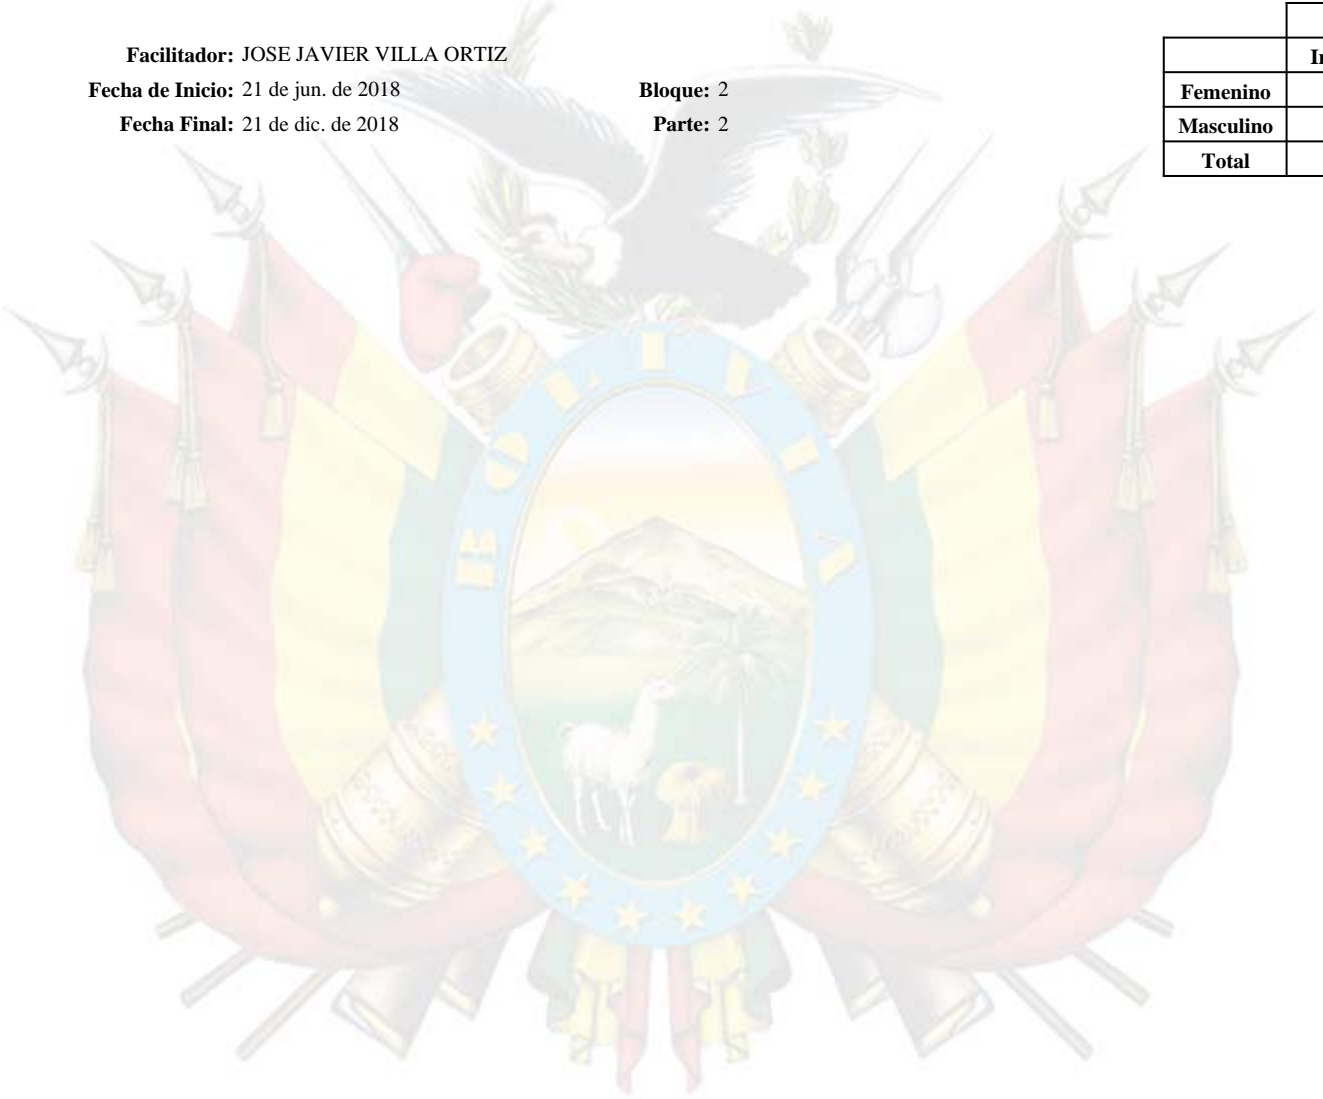 Facilitador: JOSE JAVIER VILLA ORTIZ
Fecha de Inicio: 21 de jun. de 2018 Bloque: 2
Fecha Final: 21 de dic. de 2018 Parte: 2
Femenino
Masculino
Total
BOLIVIA